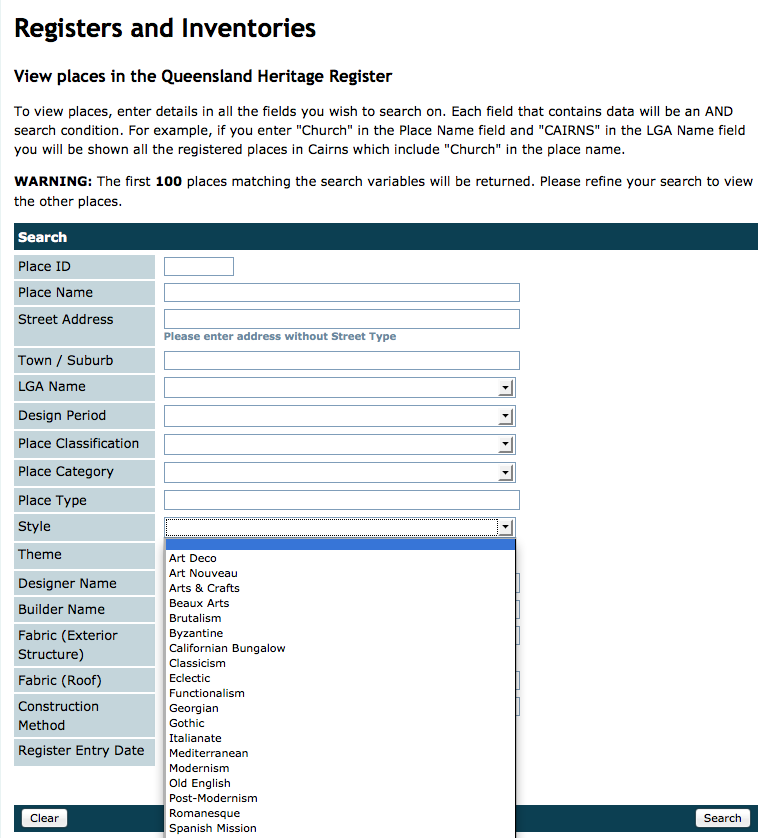 Registers and Inventories
View places in the Queensland Heritage Register
To view places, enter details in all the fields you wish to search on. Each field that contains data will be an AND
search condition. For example, if you enter "Church" in the Place Name field and "CAIRNS" in the LGA Name field
you will be shown all the registered places in Cairns which include "Church" in the place name.
WARNING: The first 100 places matching the search variables will be returned. Please refine your search to view
the other places.
Search
Place ID
Place Name
Street Address
Please enter address without Street Type
Town / Suburb
LGA Name
Design Period
Place Classification
Place Category
Place Type
Style
Theme
Designer Name
Builder Name
Fabric (Exterior
Structure)
Fabric (Roof)
Construction
Method
Register Entry Date
Art Deco
Art Nouveau
Arts & Crafts
Beaux Arts
Brutalism
Byzantine
Californian Bungalow
Classicism
Eclectic
Functionalism
Georgian
Gothic
Italianate
Mediterranean
Modernism
Old English
Post-Modernism
Romanesque
Spanish Mission
Clear
Search